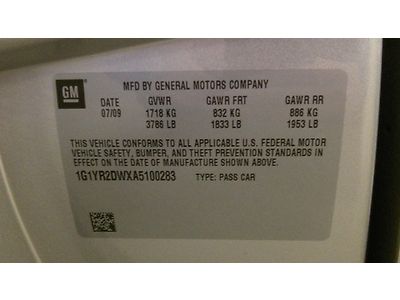 GM
MFD BY GENERAL MOTORS COMPANY
DATE GVWR GAWR FRT GAWR RR
07/09 1718 KG 832 KG 886 KG
3786 LB 1833 LB 1953 LB
THIS VEHICLE CONFORMS TO ALL APPLICABLE U.S. FEDERAL MOTOR
VEHICLE SAFETY, BUMPER, AND THEFT PREVENTION STANDARDS IN
EFFECT ON THE DATE OF MANUFACTURE SHOWN ABOVE.
1G1YR2DWXA5100283 TYPE: PASS CAR